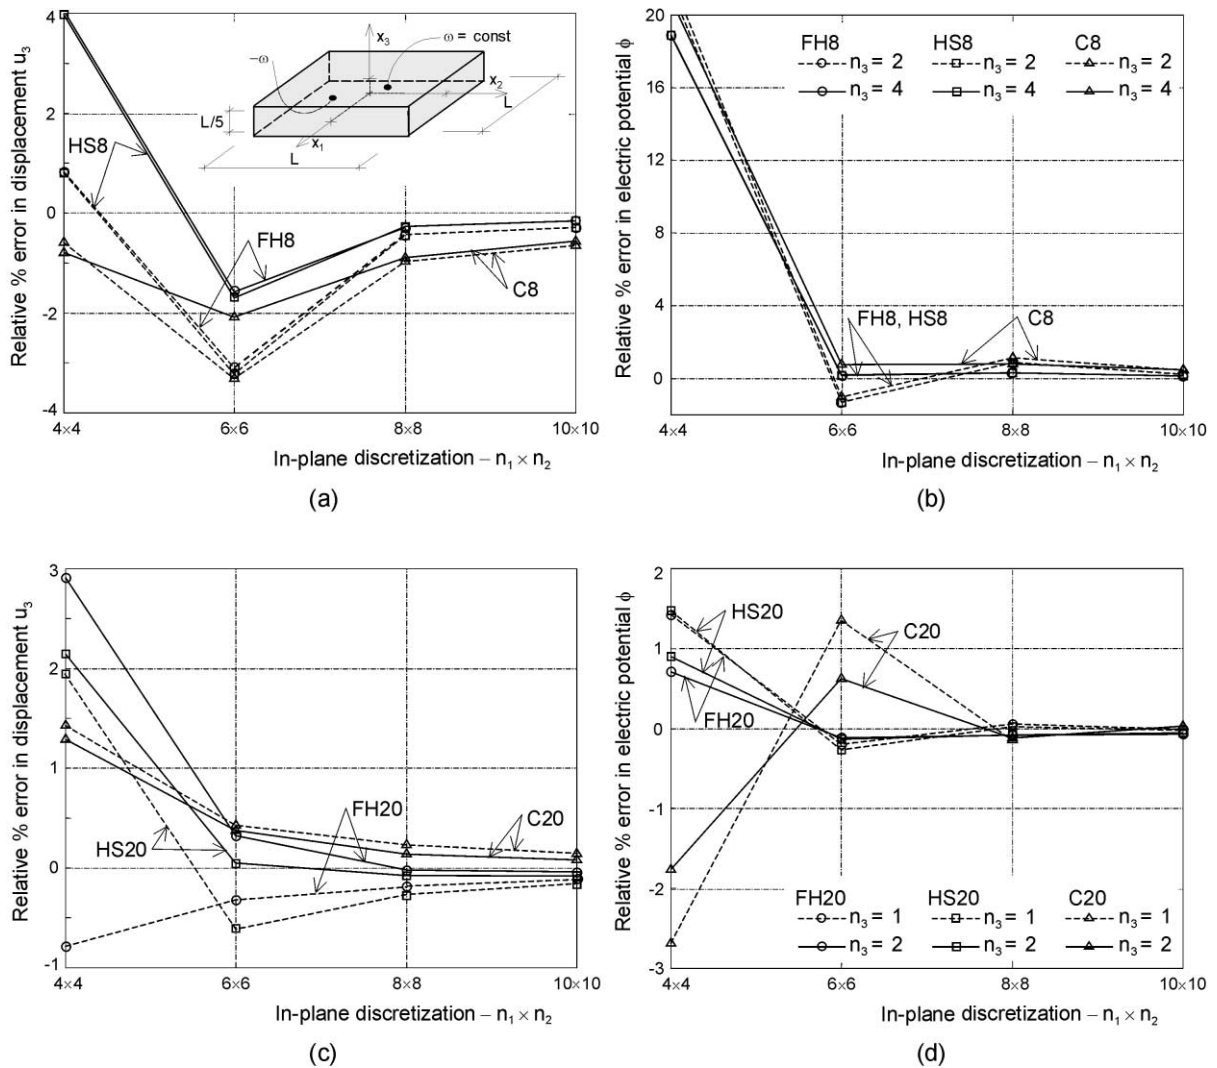 Relative % error in displacement u₃
4
2
0
-2
-4
x₃
ω = const
-ω
x₂
L
L/5
x₁
L
HS8
FH8
C8
4×4
6×6
8×8
10×10
In-plane discretization – n₁ × n₂
(a)
Relative % error in electric potential ϕ
20
16
12
8
4
0
FH8 HS8 C8
n₃ = 2 n₃ = 2 n₃ = 2
n₃ = 4 n₃ = 4 n₃ = 4
FH8, HS8
C8
4×4
6×6
8×8
10×10
In-plane discretization – n₁ × n₂
(b)
Relative % error in displacement u₃
3
2
1
0
-1
HS20
FH20
C20
4×4
6×6
8×8
10×10
In-plane discretization – n₁ × n₂
(c)
Relative % error in electric potential ϕ
2
1
0
-1
-2
-3
HS20
FH20
C20
FH20 HS20 C20
n₃ = 1 n₃ = 1 n₃ = 1
n₃ = 2 n₃ = 2 n₃ = 2
4×4
6×6
8×8
10×10
In-plane discretization – n₁ × n₂
(d)